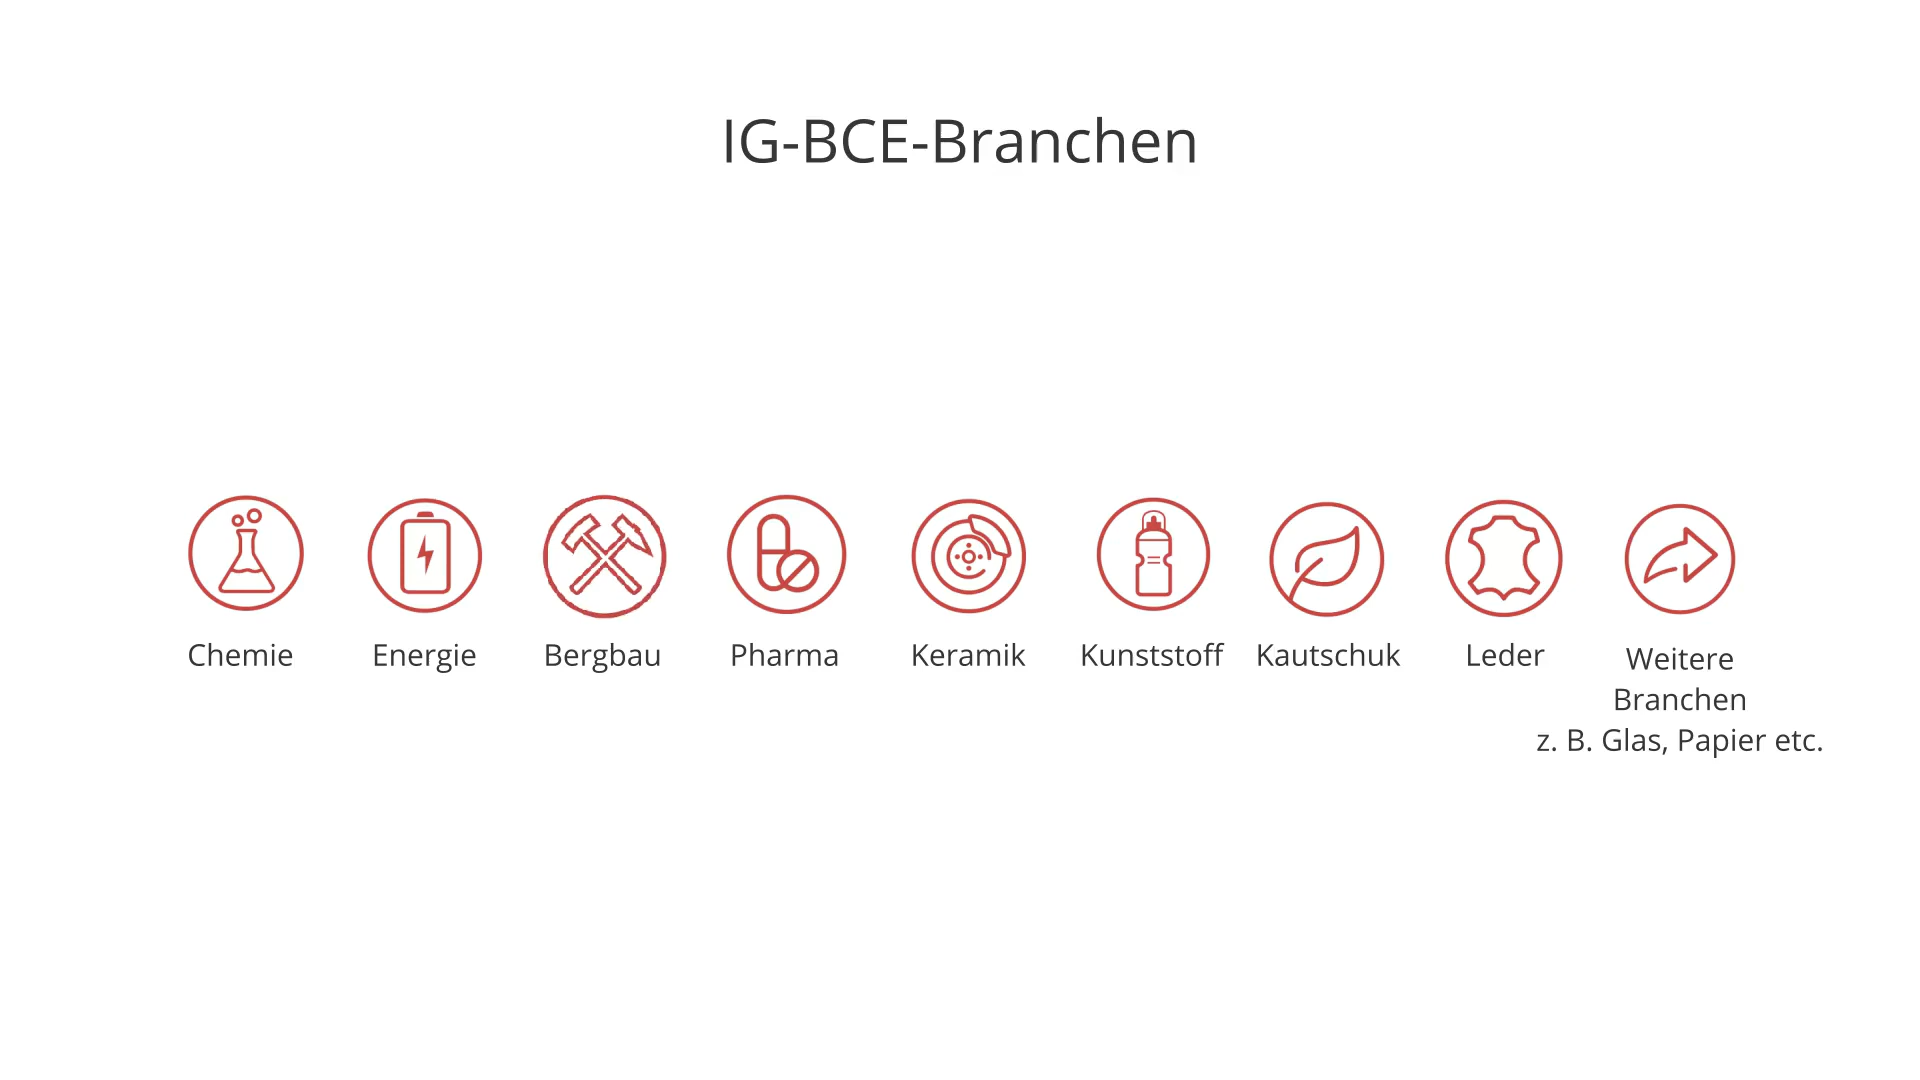 IG-BCE-Branchen
Chemie
Energie
Bergbau
Pharma
Keramik
Kunststoff
Kautschuk
Leder
Weitere
Branchen
z. B. Glas, Papier etc.